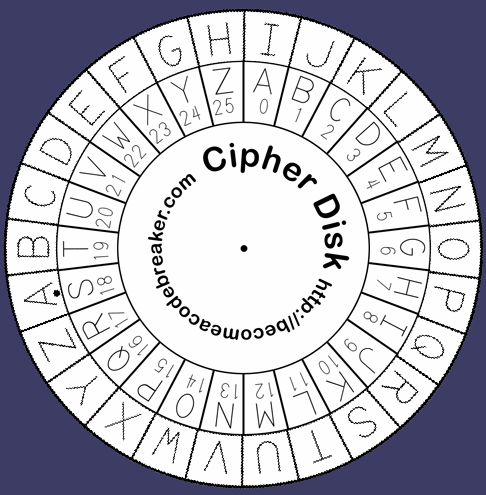 I J K L M N O P Q R S T U V W X Y Z A B C D E F G H
A B C D E F G H I J K L M N O P Q R S T U V W X Y Z
0 1 2 3 4 5 6 7 8 9 10 11 12 13 14 15 16 17 18 19 20 21 22 23 24 25
Cipher Disk
http://becomeacodebreaker.com